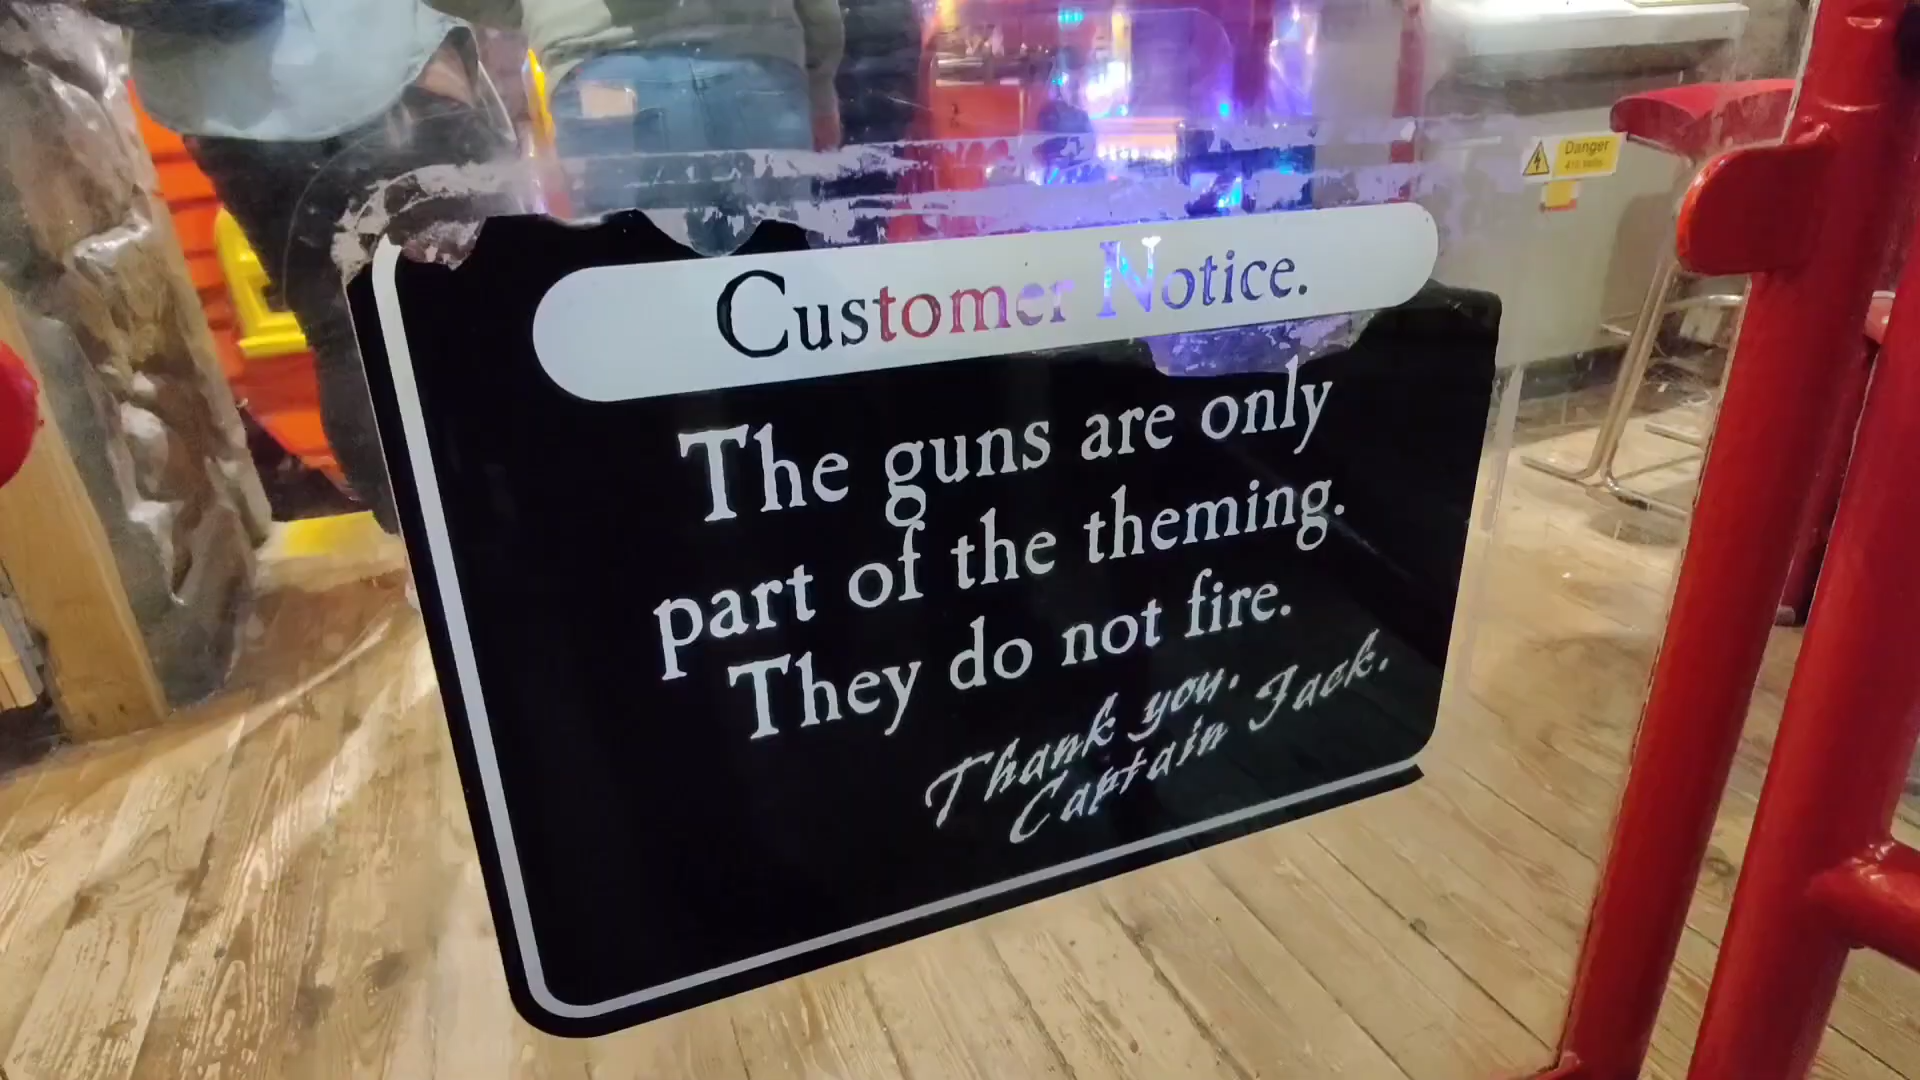 Customer Notice.
The guns are only
part of the theming.
They do not fire.
Thank you.
Captain Jack.
Danger